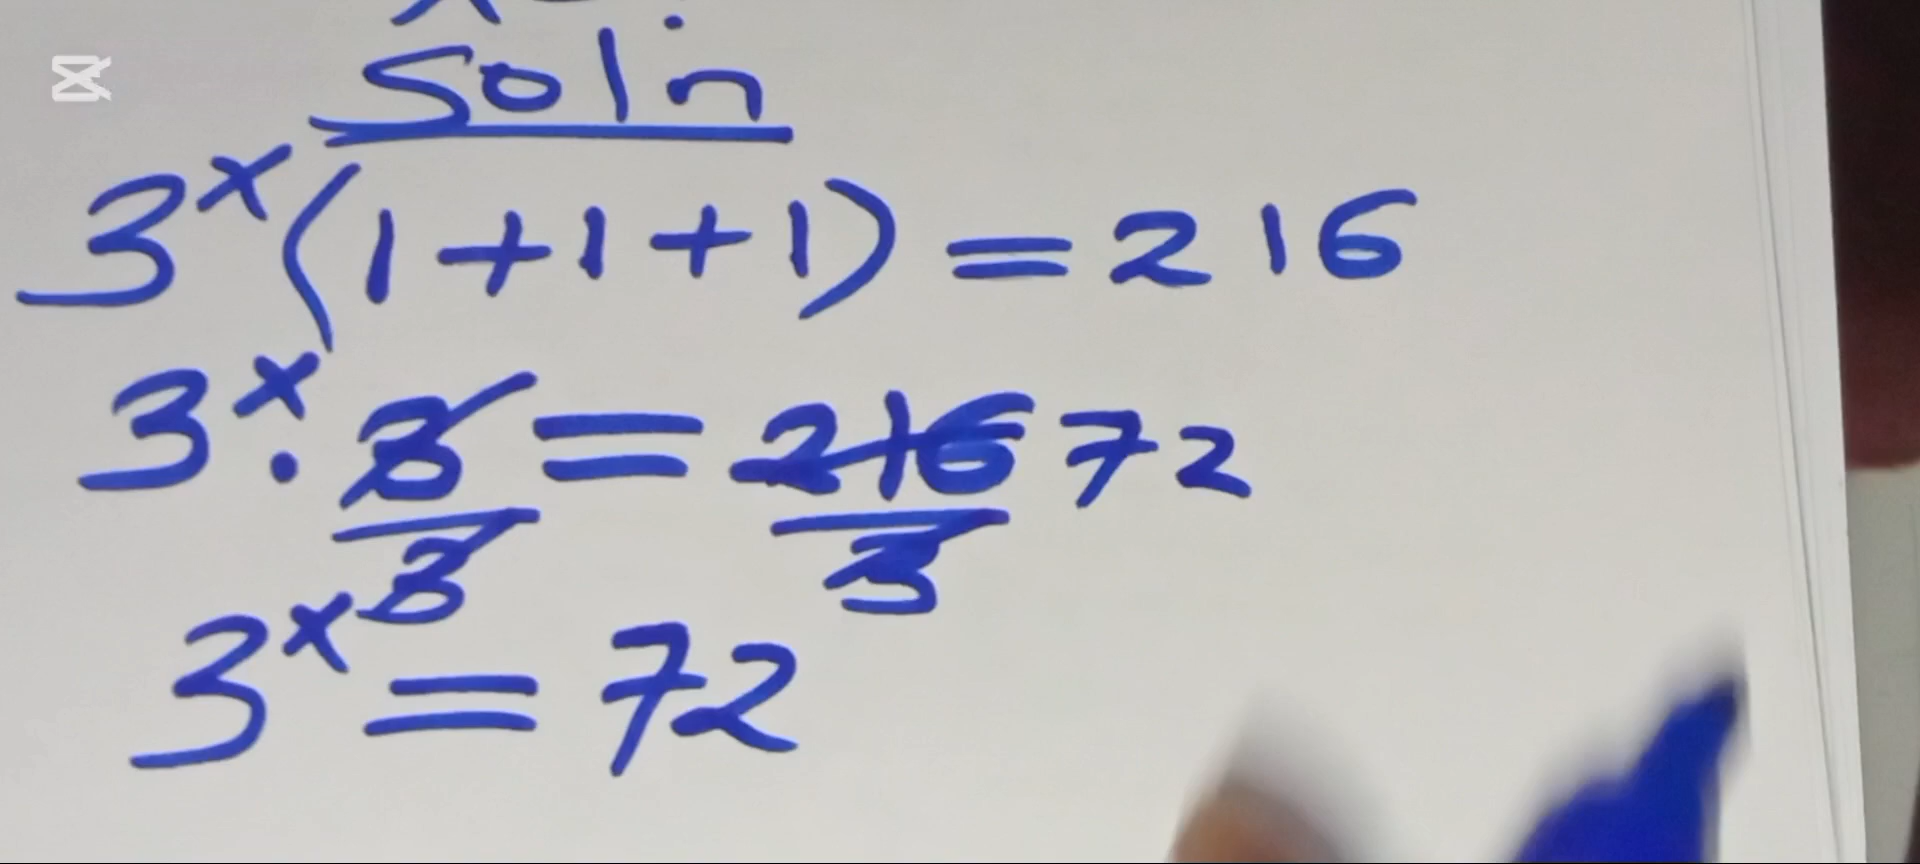 Soln
3^x(1+1+1)=216
3^x . 3/3 = 216/3 72
3^x = 72